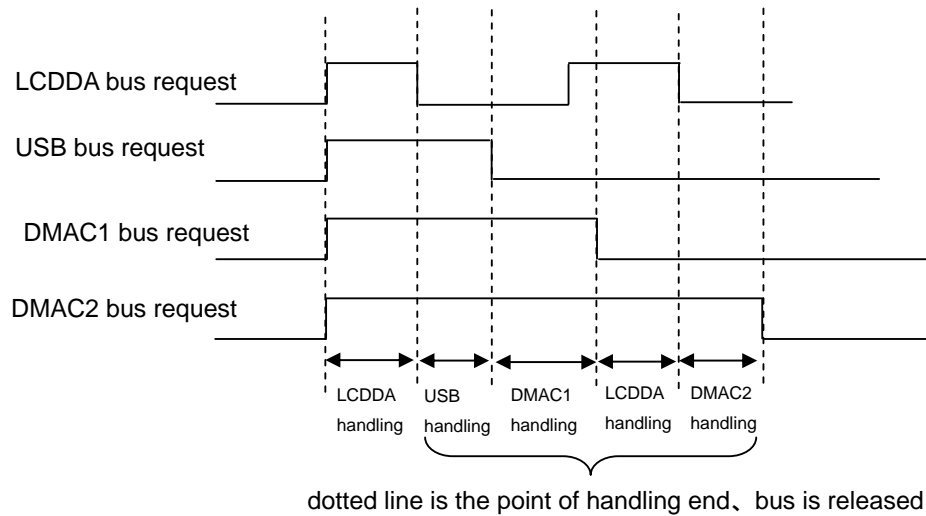 LCDDA bus request
USB bus request
DMAC1 bus request
DMAC2 bus request
LCDDA handling
USB handling
DMAC1 handling
LCDDA handling
DMAC2 handling
dotted line is the point of handling end、bus is released